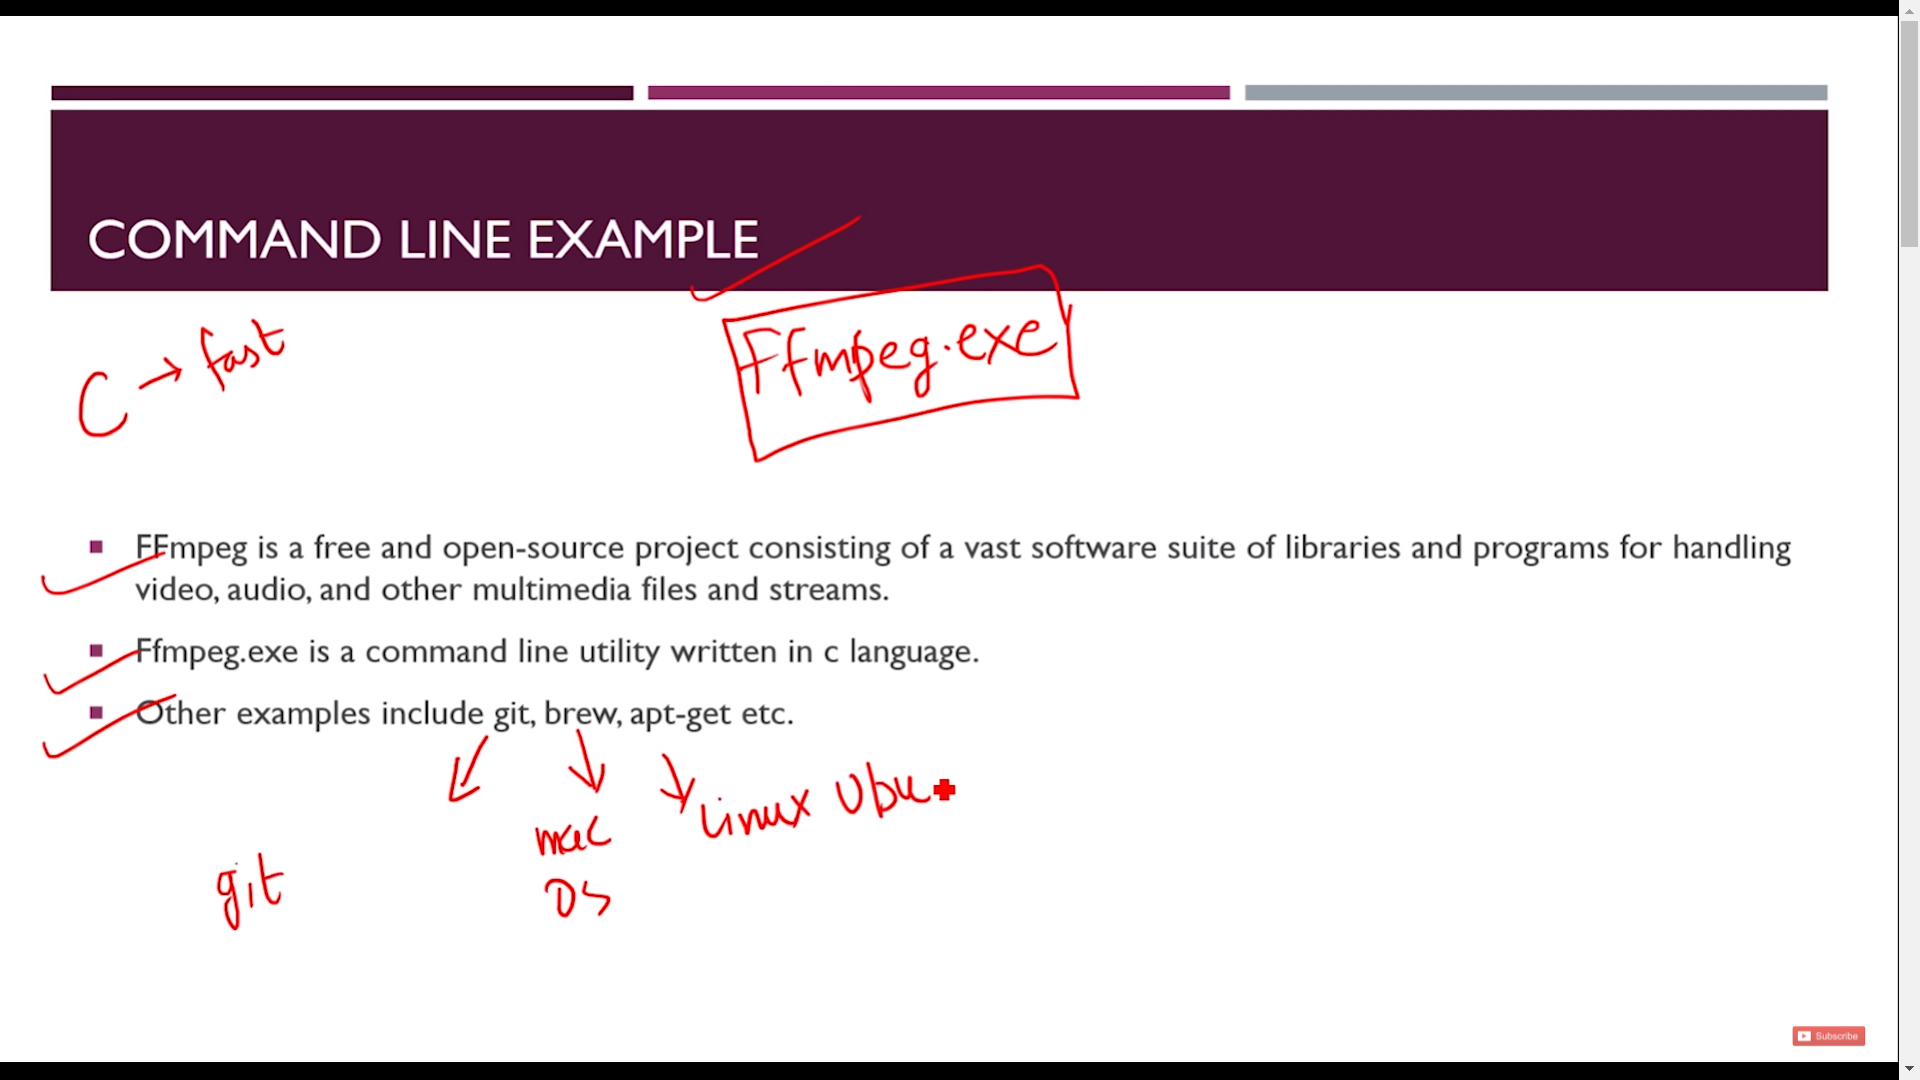 COMMAND LINE EXAMPLE
C → fast
Ffmpeg.exe
FFmpeg is a free and open-source project consisting of a vast software suite of libraries and programs for handling
video, audio, and other multimedia files and streams.
Ffmpeg.exe is a command line utility written in c language.
Other examples include git, brew, apt-get etc.
Linux Ubu
mac
OS
git
Subscribe